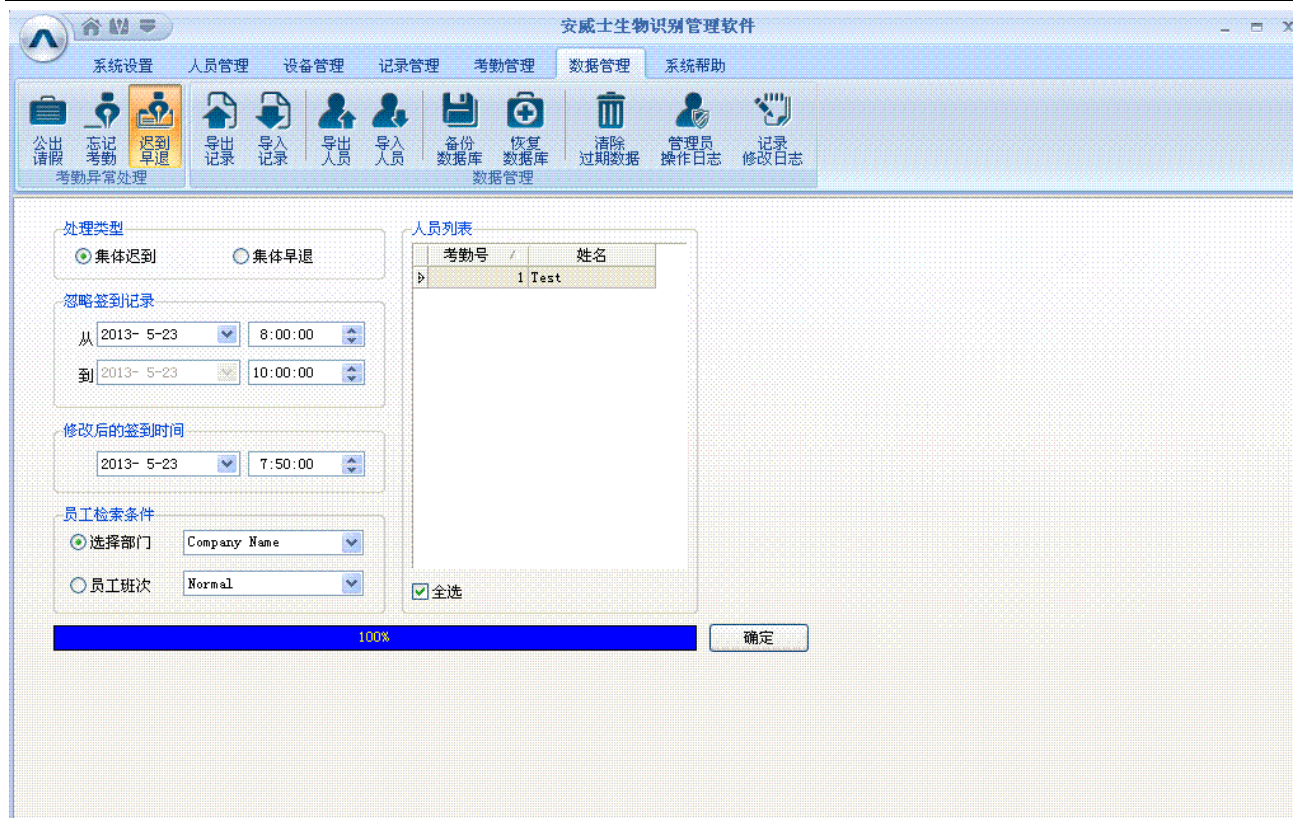 安威士生物识别管理软件
系统设置 人员管理 设备管理 记录管理 考勤管理 数据管理 系统帮助
公出 忘记 迟到 导出 导入 导出 导入 备份 恢复 清除 管理员 记录
请假 考勤 早退 记录 记录 人员 人员 数据库 数据库 过期数据 操作日志 修改日志
考勤异常处理 数据管理
处理类型
集体迟到 集体早退
忽略签到记录
从 2013- 5-23 8:00:00
到 2013- 5-23 10:00:00
修改后的签到时间
2013- 5-23 7:50:00
员工检索条件
选择部门 Company Name
员工班次 Normal
人员列表
考勤号 姓名
1 Test
全选
100%
确定